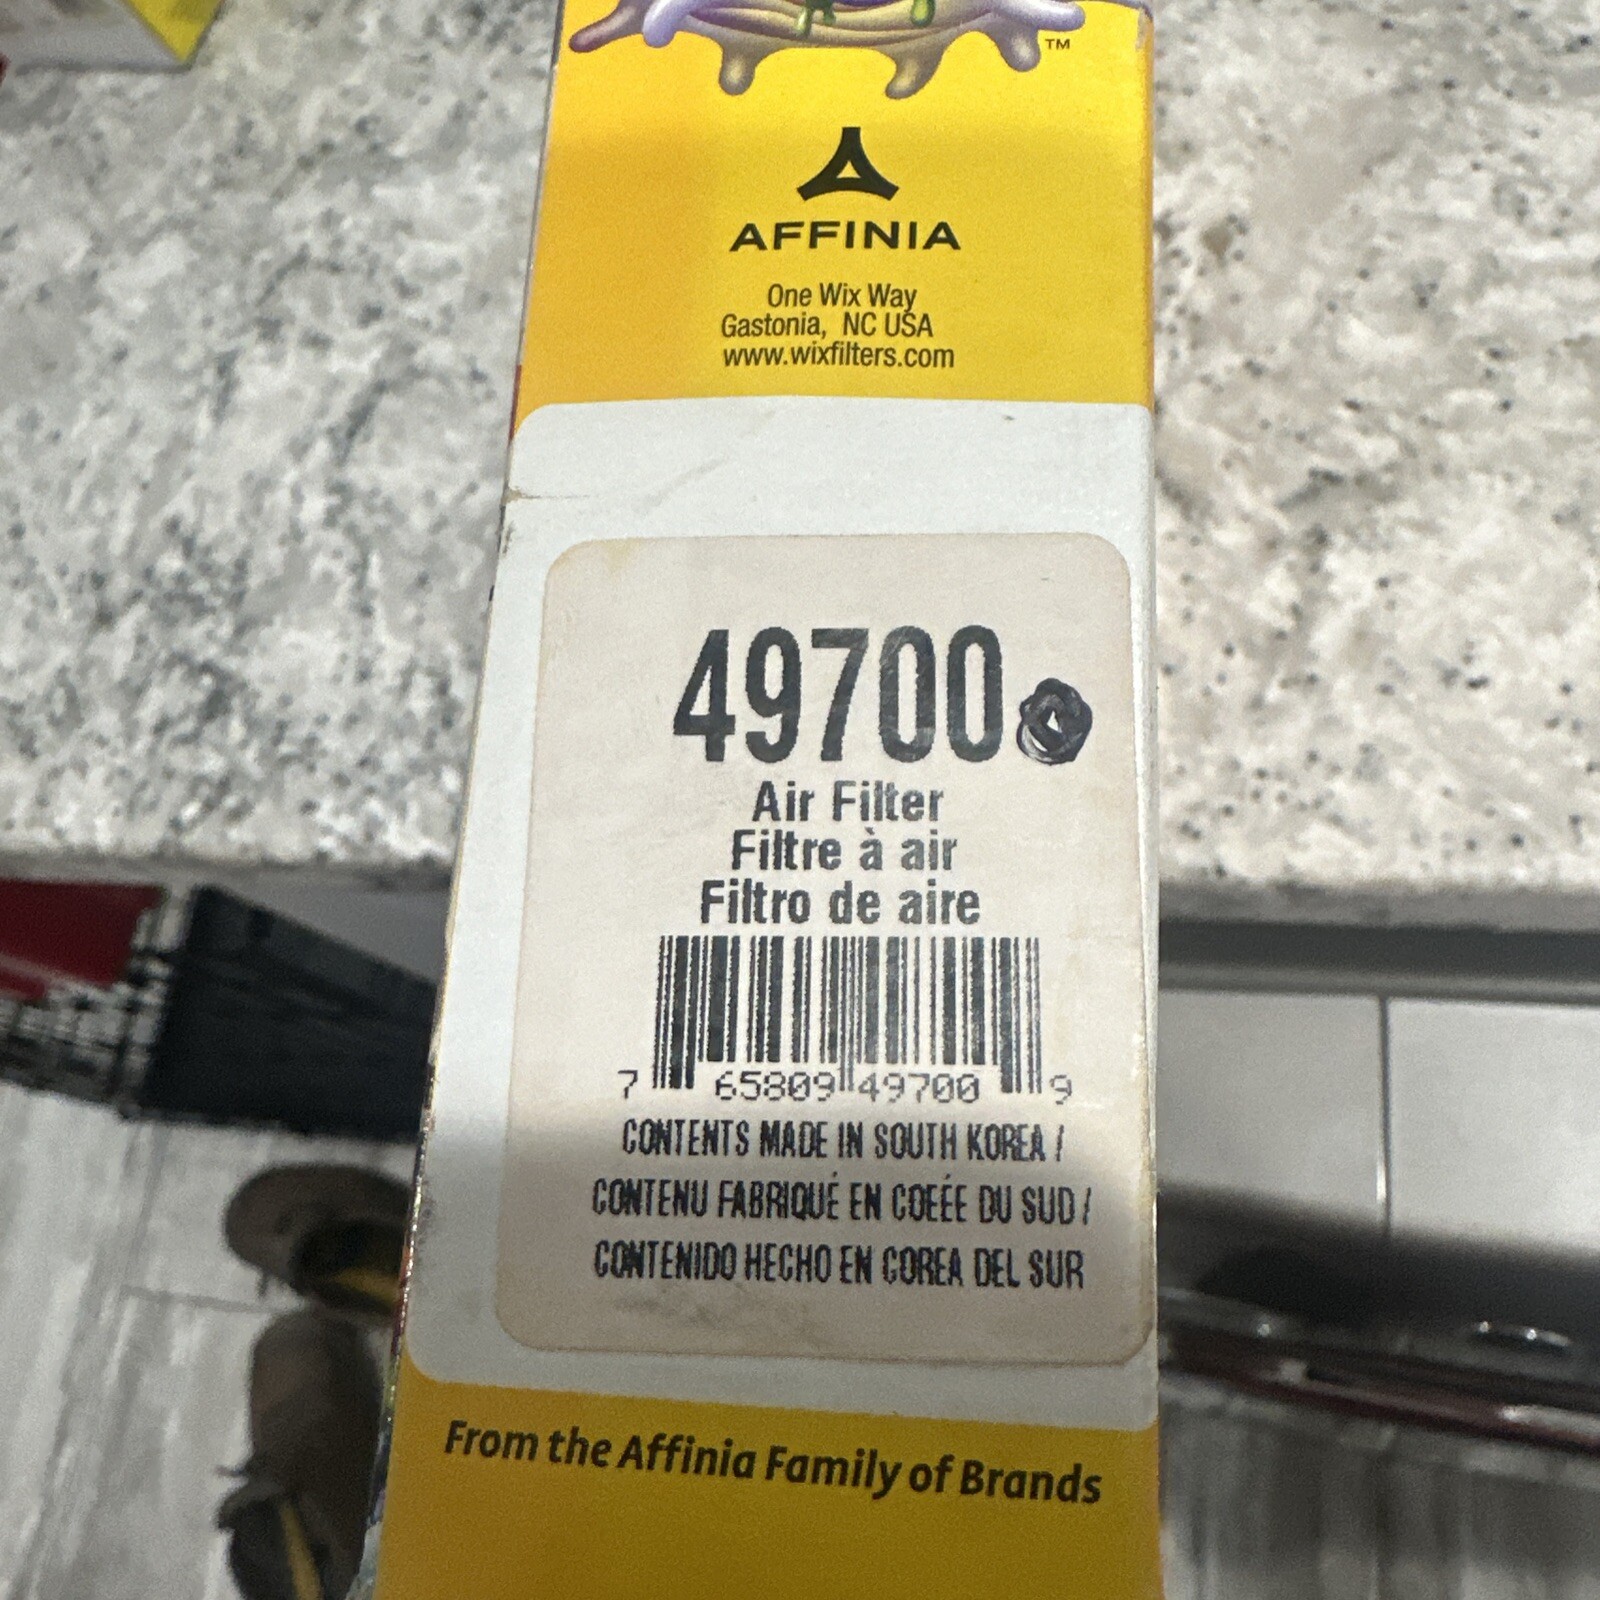 TM
AFFINIA
One Wix Way
Gastonia, NC USA
www.wixfilters.com
49700
Air Filter
Filtre à air
Filtro de aire
7 65809 49700 9
CONTENTS MADE IN SOUTH KOREA /
CONTENU FABRIQUÉ EN COEÉE DU SUD /
CONTENIDO HECHO EN COREA DEL SUR
From the Affinia Family of Brands